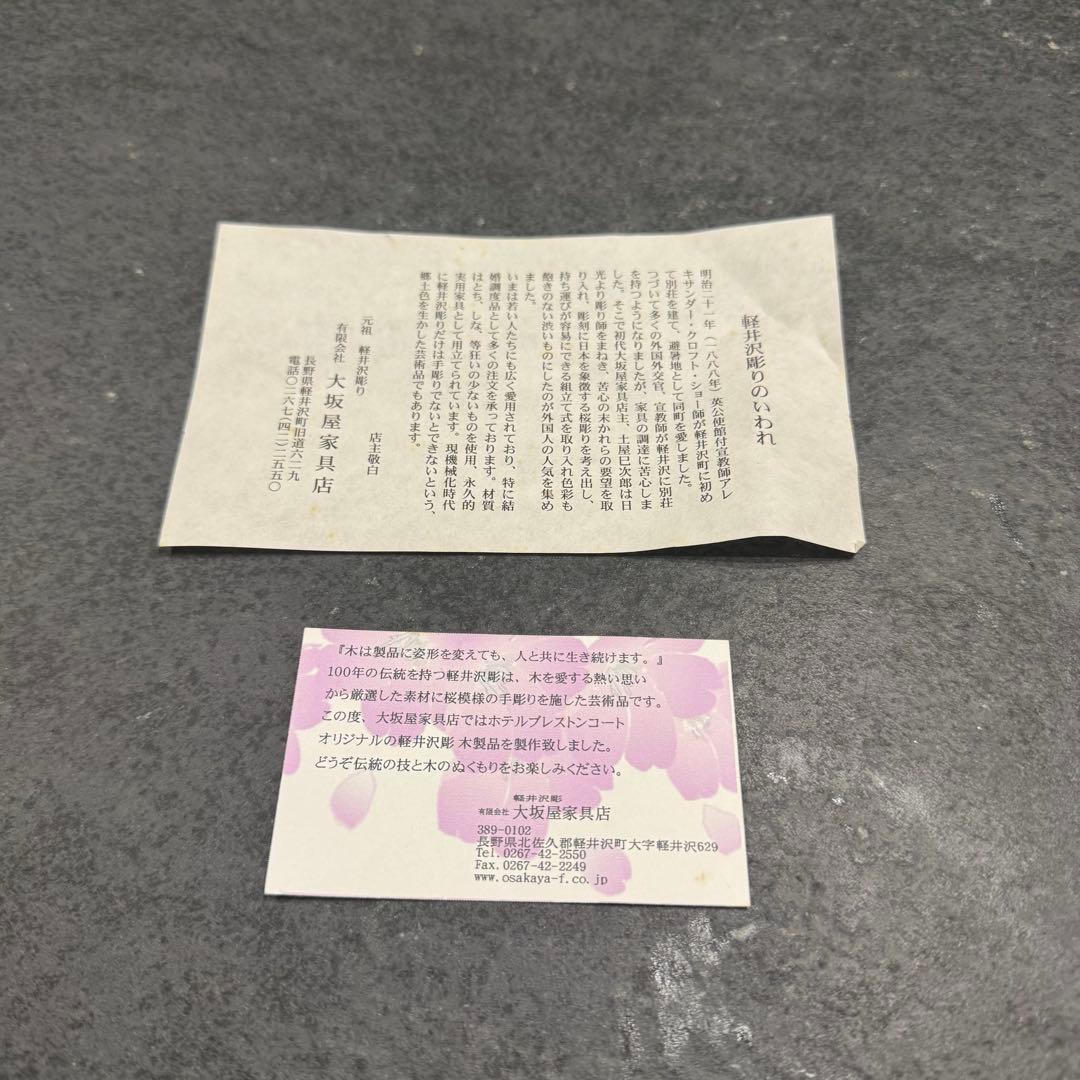 軽井沢彫りのいわれ
明治二十一年（一八八八年）英公使館付宣教師アレ
キサンダー・クロフト・ショー師が軽井沢町に初め
て別荘を建て、避暑地として同町を愛しました。
つづいて多くの外国外交官、宣教師が軽井沢に別荘
を持つようになりましたが、家具の調達に苦心しま
した。そこで初代大坂屋家具店主、土屋巳次郎は日
光より彫り師をまねき、苦心の末かれらの要望を取
り入れ、彫刻に日本を象徴する桜彫りを考え出し、
持ち運びが容易にできる組立て式を取り入れ色彩も
飽きのない渋いものにしたのが外国人の人気を集め
ました。
いまは若い人たちにも広く愛用されており、特に結
婚調度品として多くの注文を承っております。材質
はとち、しな、等狂いの少ないものを使用、永久的
実用家具として用立てられています。現機械化時代
に軽井沢彫りだけは手彫りでないとできないという、
郷土色を生かした芸術品でもあります。
店主敬白
元祖 軽井沢彫り
有限会社 大坂屋家具店
長野県軽井沢町旧道六二九
電話〇二六七(四二)二五五〇
『木は製品に姿形を変えても、人と共に生き続けます。』
100年の伝統を持つ軽井沢彫は、木を愛する熱い思い
から厳選した素材に桜模様の手彫りを施した芸術品です。
この度、大坂屋家具店ではホテルブレストンコート
オリジナルの軽井沢彫 木製品を製作致しました。
どうぞ伝統の技と木のぬくもりをお楽しみください。
軽井沢彫
有限会社 大坂屋家具店
389-0102
長野県北佐久郡軽井沢町大字軽井沢629
Tel.0267-42-2550
Fax.0267-42-2249
www.osakaya-f.co.jp